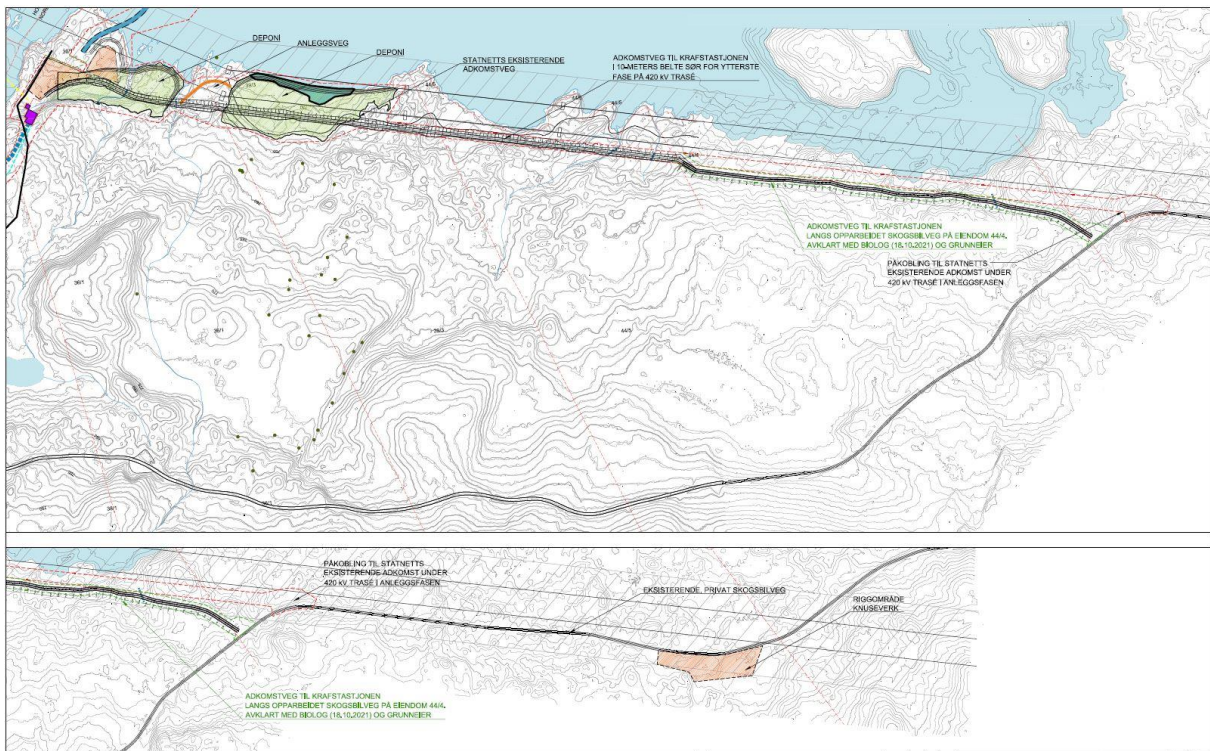 DEPONI
ANLEGGSVEG
DEPONI
STATNETTS EKSISTERENDE
ADKOMSTVEG
ADKOMSTVEG TIL KRAFSTASTJONEN
I 10-METERS BELTE SØR FOR YTTERSTE
FASE PÅ 420 kV TRASÉ
ADKOMSTVEG TIL KRAFSTASTJONEN
LANGS OPPARBEIDET SKOGSBILVEG PÅ EIENDOM 44/4.
AVKLART MED BIOLOG (18.10.2021) OG GRUNNEIER
PÅKOBLING TIL STATNETTS
EKSISTERENDE ADKOMST UNDER
420 kV TRASÉ I ANLEGGSFASEN
44/5
PÅKOBLING TIL STATNETTS
EKSISTERENDE ADKOMST UNDER
420 kV TRASÉ I ANLEGGSFASEN
EKSISTERENDE, PRIVAT SKOGSBILVEG
RIGGOMRÅDE
KNUSEVERK
ADKOMSTVEG TIL KRAFSTASTJONEN
LANGS OPPARBEIDET SKOGSBILVEG PÅ EIENDOM 44/4.
AVKLART MED BIOLOG (18.10.2021) OG GRUNNEIER